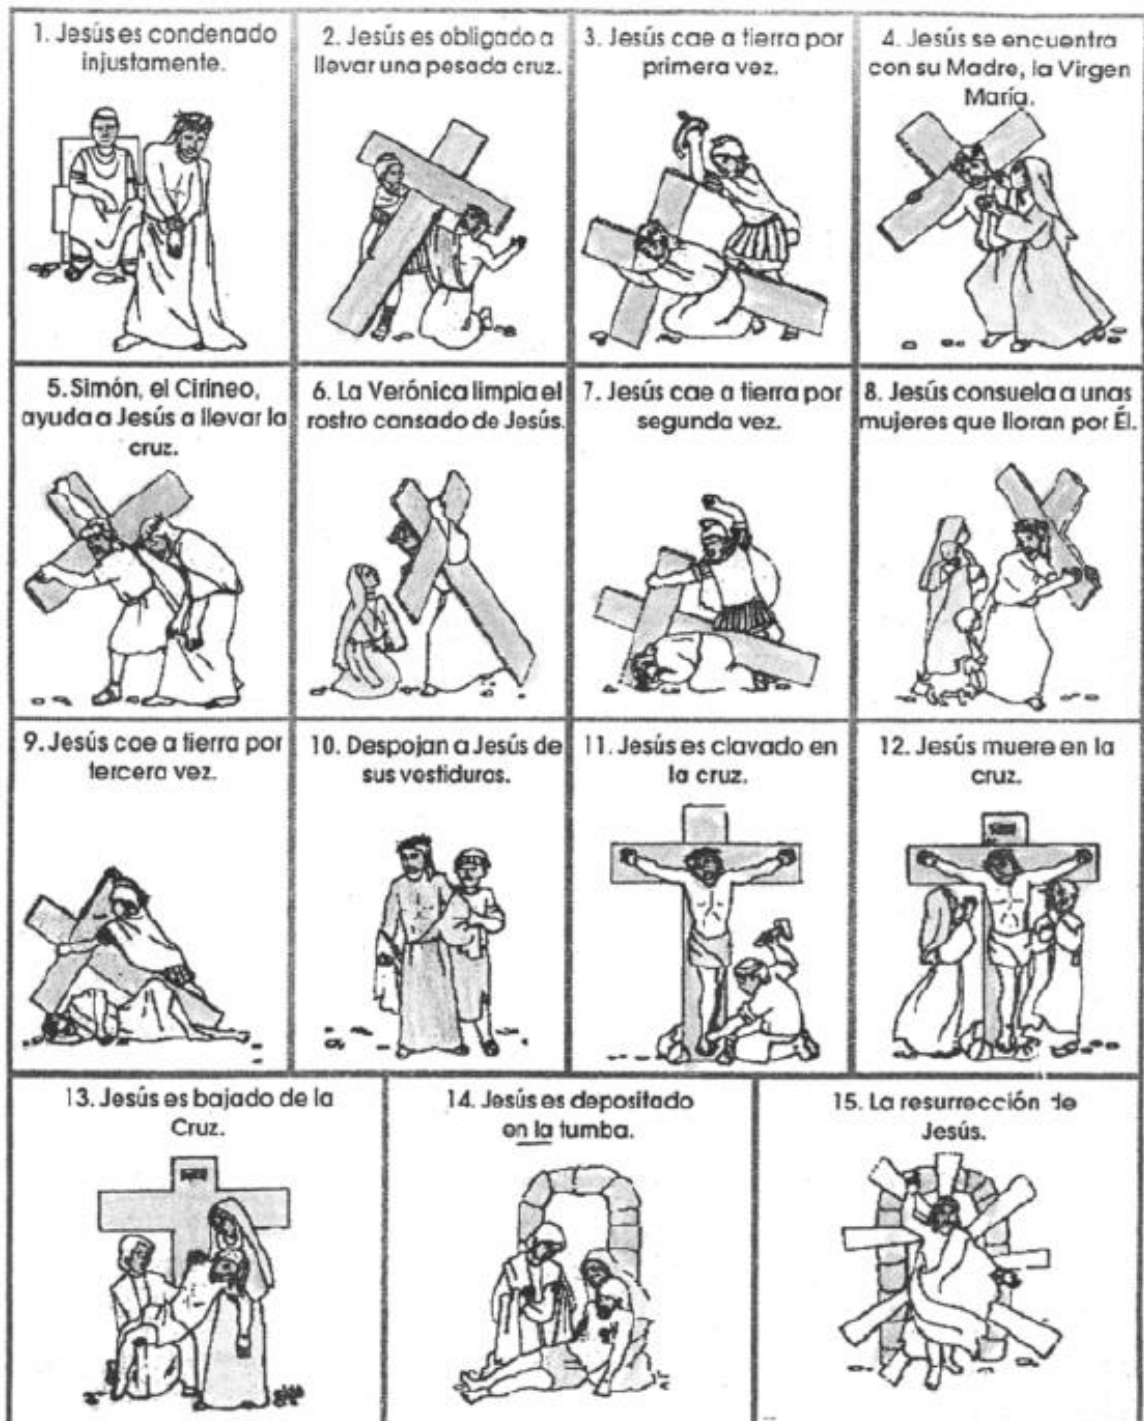 1. Jesús es condenado
injustamente.
2. Jesús es obligado a
llevar una pesada cruz.
3. Jesús cae a tierra por
primera vez.
4. Jesús se encuentra
con su Madre, la Virgen
María.
5. Simón, el Cirineo,
ayuda a Jesús a llevar la
cruz.
6. La Verónica limpia el
rostro cansado de Jesús.
7. Jesús cae a tierra por
segunda vez.
8. Jesús consuela a unas
mujeres que lloran por Él.
9. Jesús cae a tierra por
tercera vez.
10. Despojan a Jesús de
sus vestiduras.
11. Jesús es clavado en
la cruz.
12. Jesús muere en la
cruz.
13. Jesús es bajado de la
Cruz.
14. Jesús es depositado
en la tumba.
15. La resurrección de
Jesús.